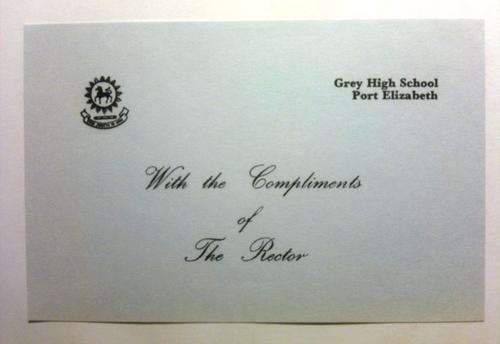 Grey High School
Port Elizabeth
With the Compliments
of
The Rector